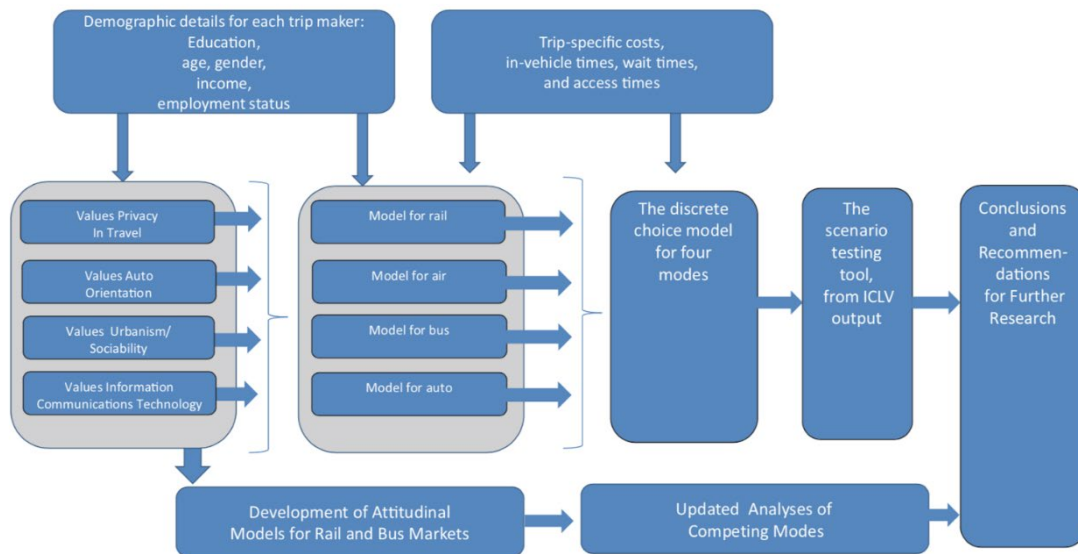 Demographic details for each trip maker:
Education,
age, gender,
income,
employment status
Trip-specific costs,
in-vehicle times, wait times,
and access times
Values Privacy
In Travel
Values Auto
Orientation
Values Urbanism/
Sociability
Values Information
Communications Technology
Model for rail
Model for air
Model for bus
Model for auto
The discrete
choice model
for four
modes
The
scenario
testing
tool,
from ICLV
output
Conclusions
and
Recommen-
dations
for Further
Research
Development of Attitudinal
Models for Rail and Bus Markets
Updated Analyses of
Competing Modes